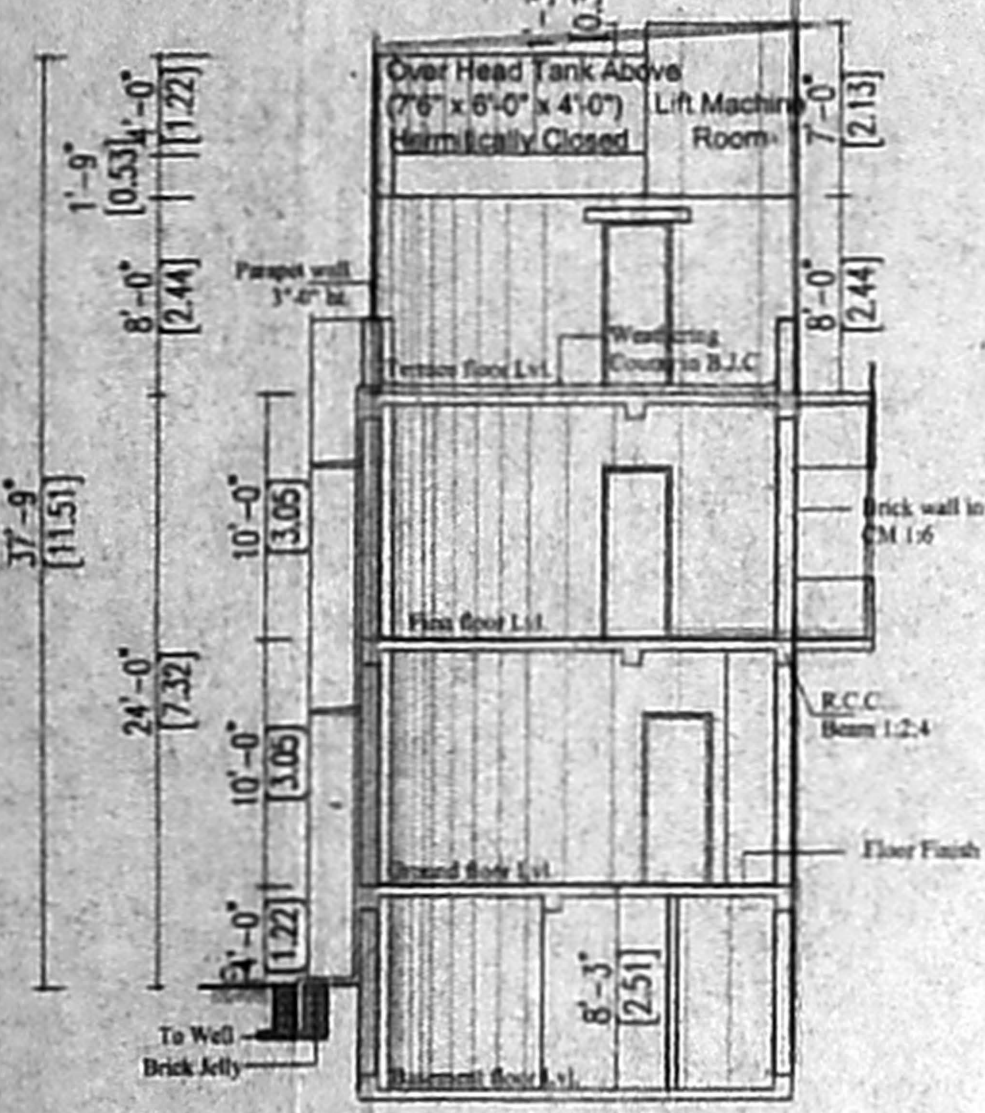 Over Head Tank Above
(7'6" x 6'-0" x 4'-0")
Hermitically Closed
Lift Machine
Room
4'-0"
[1.22]
1'-9"
[0.53]
8'-0"
[2.44]
7'-0"
[2.13]
8'-0"
[2.44]
Parapet wall
3'-0" ht.
Weathering
Course in B.J.C
Terrace floor Lvl.
37'-9"
[11.51]
10'-0"
[3.05]
Brick wall in
CM 1:6
First floor Lvl.
24'-0"
[7.32]
R.C.C.
Beam 1:2:4
10'-0"
[3.05]
Floor Finish
Ground floor Lvl.
4'-0"
[1.22]
8'-3"
[2.51]
To Well
Brick Jelly
Basement floor Lvl.